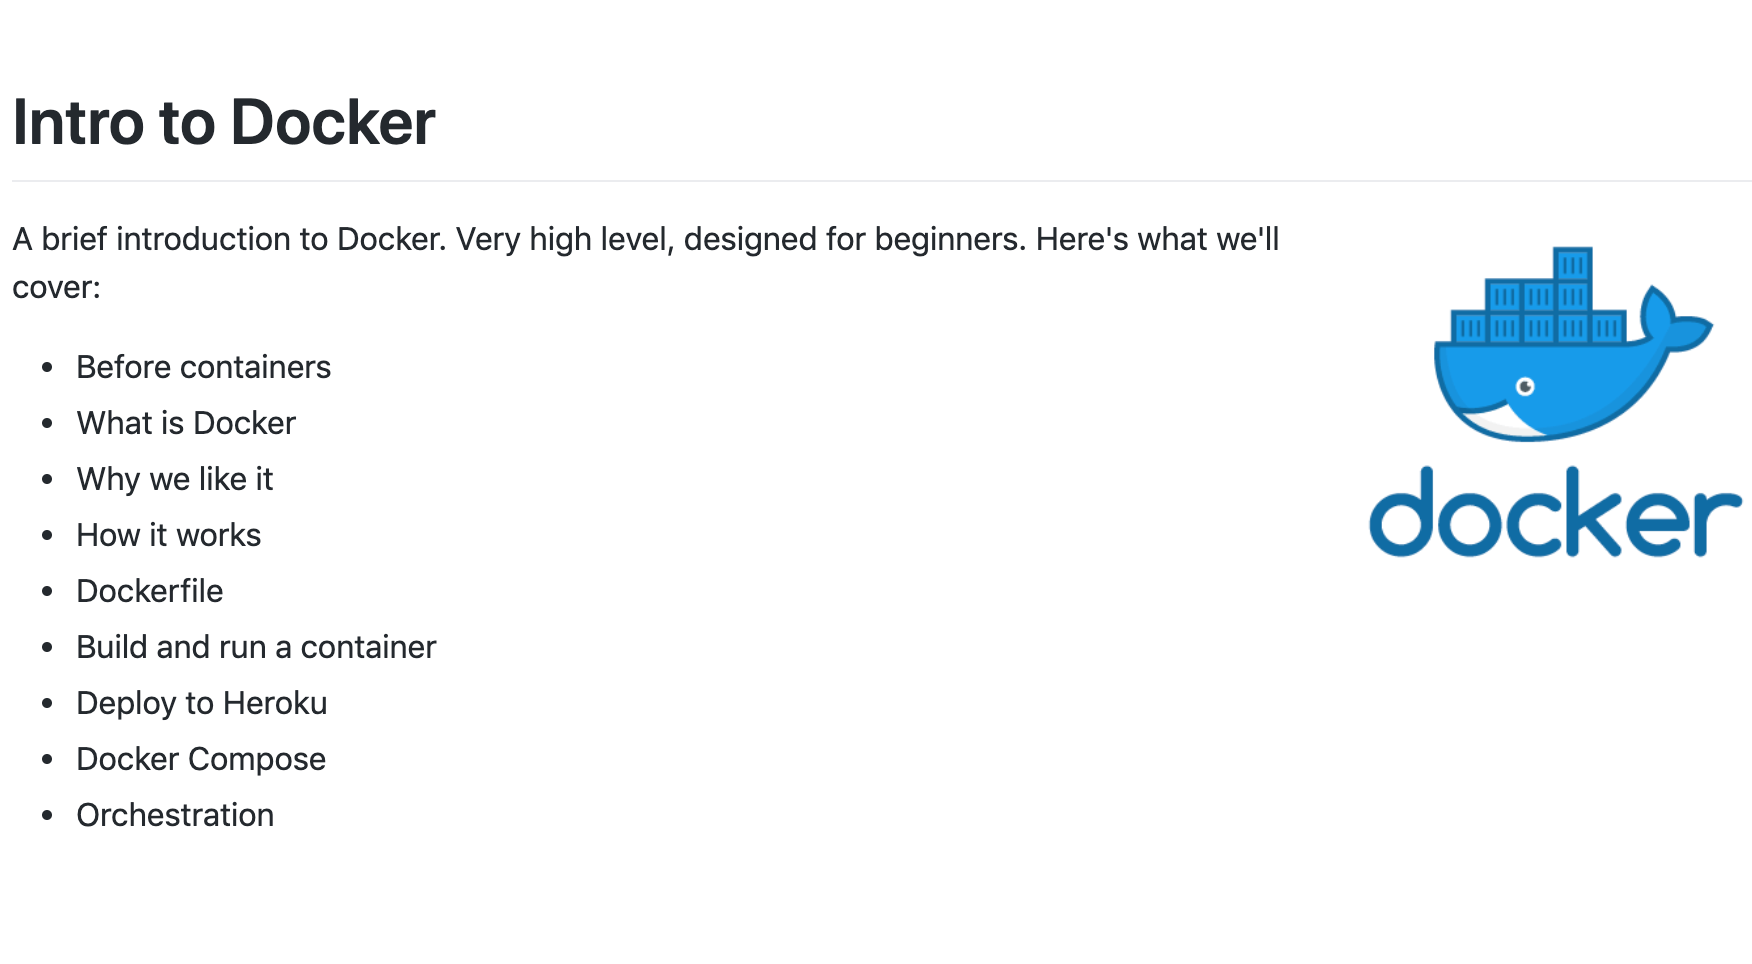 Intro to Docker
A brief introduction to Docker. Very high level, designed for beginners. Here's what we'll
cover:
Before containers
What is Docker
Why we like it
How it works
Dockerfile
Build and run a container
Deploy to Heroku
Docker Compose
Orchestration
docker